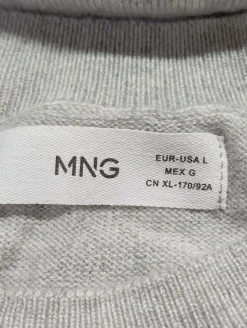 MNG
EUR-USA L
MEX G
CN XL-170/92A